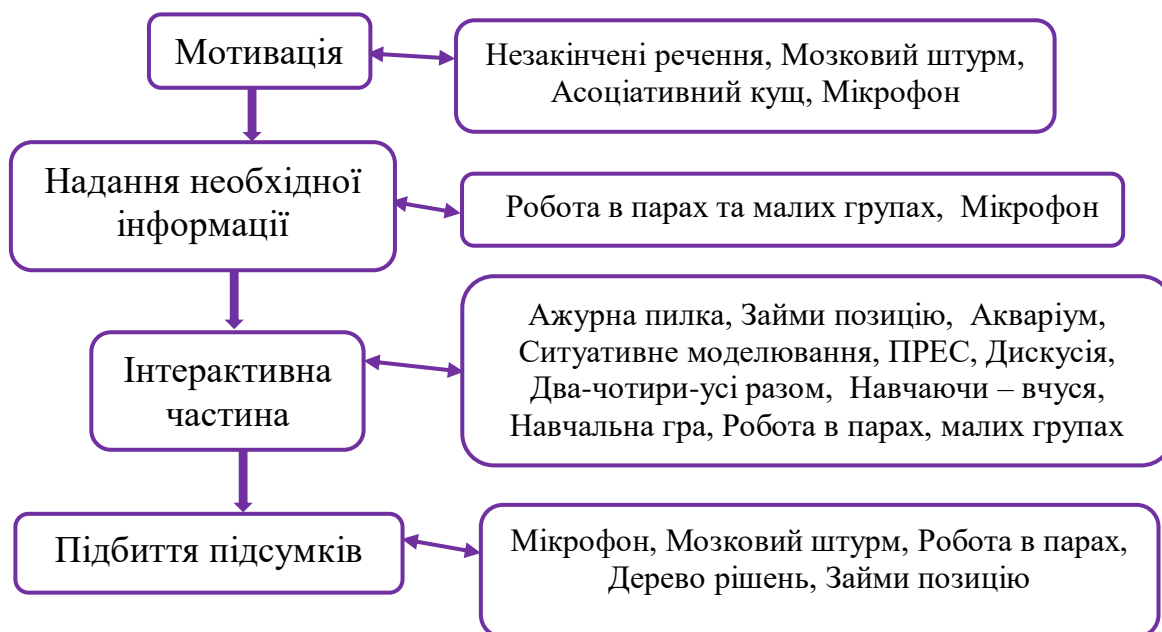 Мотивація
Незакінчені речення, Мозковий штурм,
Асоціативний кущ, Мікрофон
Надання необхідної
інформації
Робота в парах та малих групах, Мікрофон
Інтерактивна
частина
Ажурна пилка, Займи позицію, Акваріум,
Ситуативне моделювання, ПРЕС, Дискусія,
Два-чотири-усі разом, Навчаючи – вчуся,
Навчальна гра, Робота в парах, малих групах
Підбиття підсумків
Мікрофон, Мозковий штурм, Робота в парах,
Дерево рішень, Займи позицію